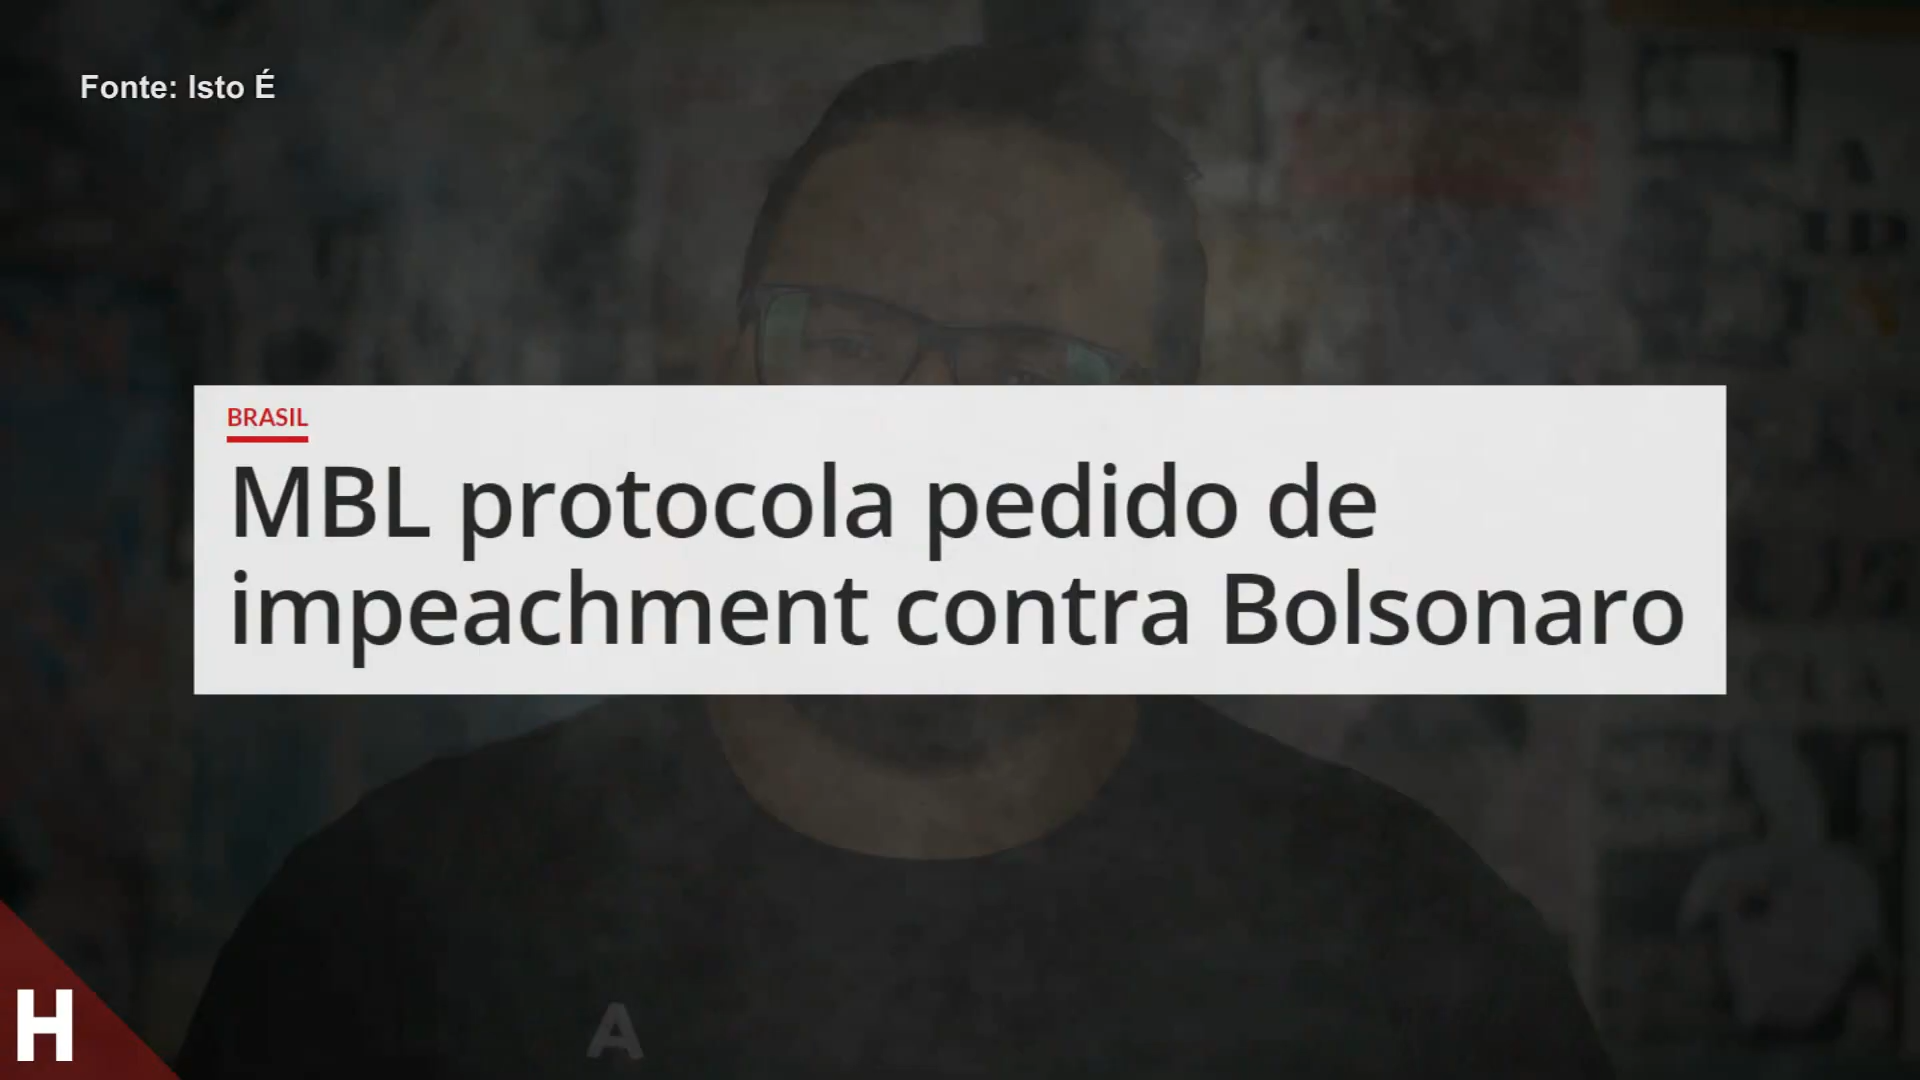 Fonte: Isto É
BRASIL
MBL protocola pedido de
impeachment contra Bolsonaro
H
A